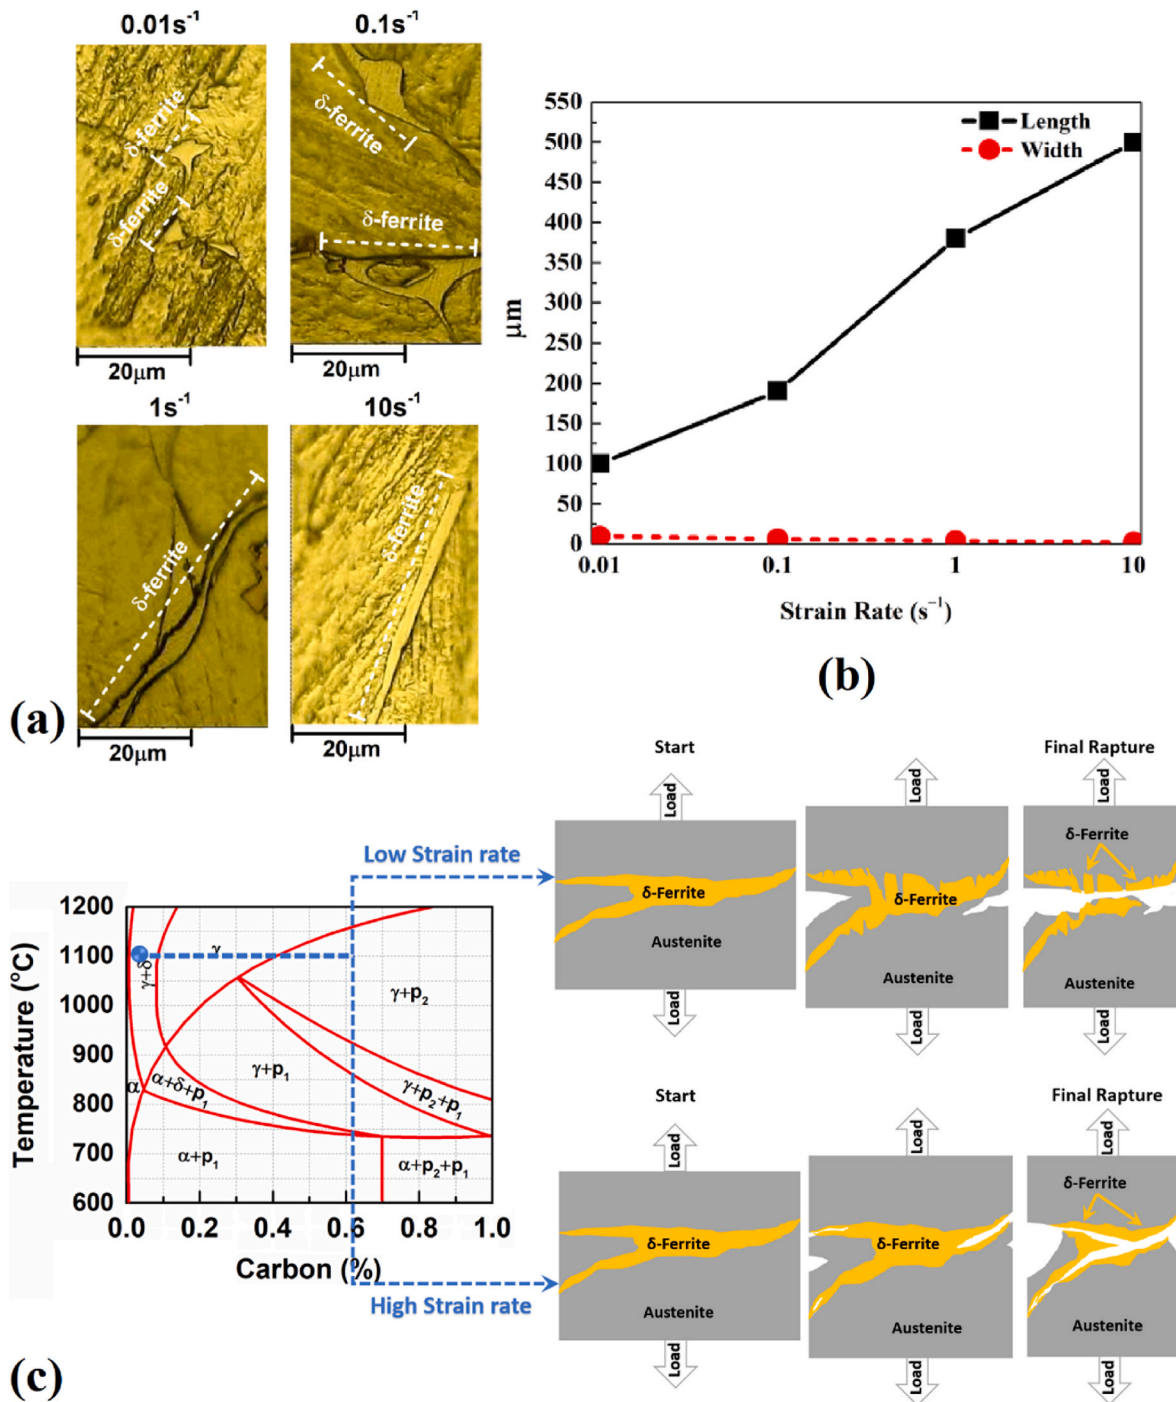 0.01s⁻¹
0.1s⁻¹
δ-ferrite
δ-ferrite
δ-ferrite
δ-ferrite
20μm
20μm
1s⁻¹
10s⁻¹
δ-ferrite
δ-ferrite
20μm
20μm
(a)
550
500
450
400
350
300
250
200
150
100
50
0
μm
Length
Width
0.01
0.1
1
10
Strain Rate (s⁻¹)
(b)
Start
Final Rapture
Load
Load
Load
Low Strain rate
δ-Ferrite
δ-Ferrite
δ-Ferrite
Austenite
Austenite
Austenite
Load
Load
Load
1200
1100
1000
900
800
700
600
Temperature (°C)
γ
γ+δ
γ+p₂
γ+p₁
γ+p₂+p₁
α
α+δ+p₁
α+p₁
α+p₂+p₁
0.0
0.2
0.4
0.6
0.8
1.0
Carbon (%)
Start
Final Rapture
Load
Load
Load
High Strain rate
δ-Ferrite
δ-Ferrite
δ-Ferrite
Austenite
Austenite
Austenite
Load
Load
Load
(c)